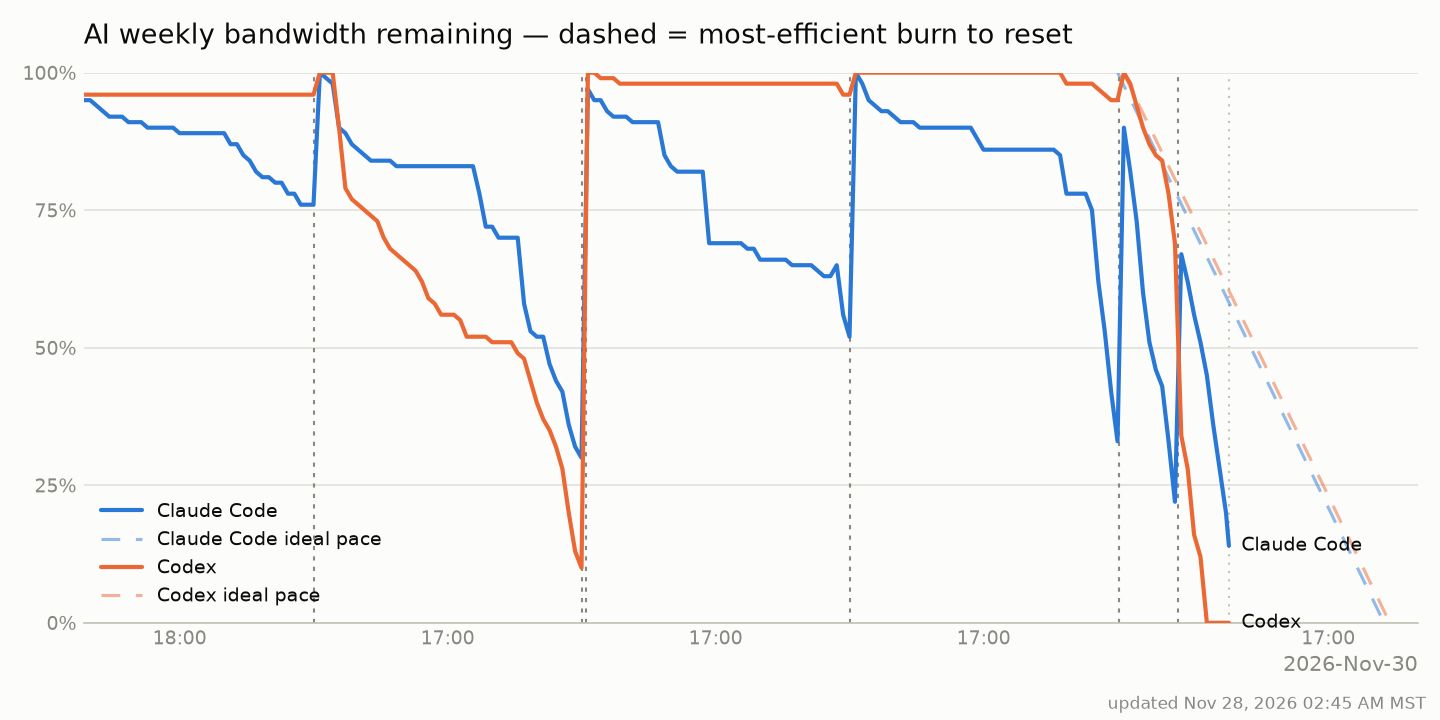 AI weekly bandwidth remaining — dashed = most-efficient burn to reset
100%
75%
50%
25%
0%
Claude Code
Claude Code ideal pace
Codex
Codex ideal pace
Claude Code
Codex
18:00
17:00
17:00
17:00
17:00
2026-Nov-30
updated Nov 28, 2026 02:45 AM MST